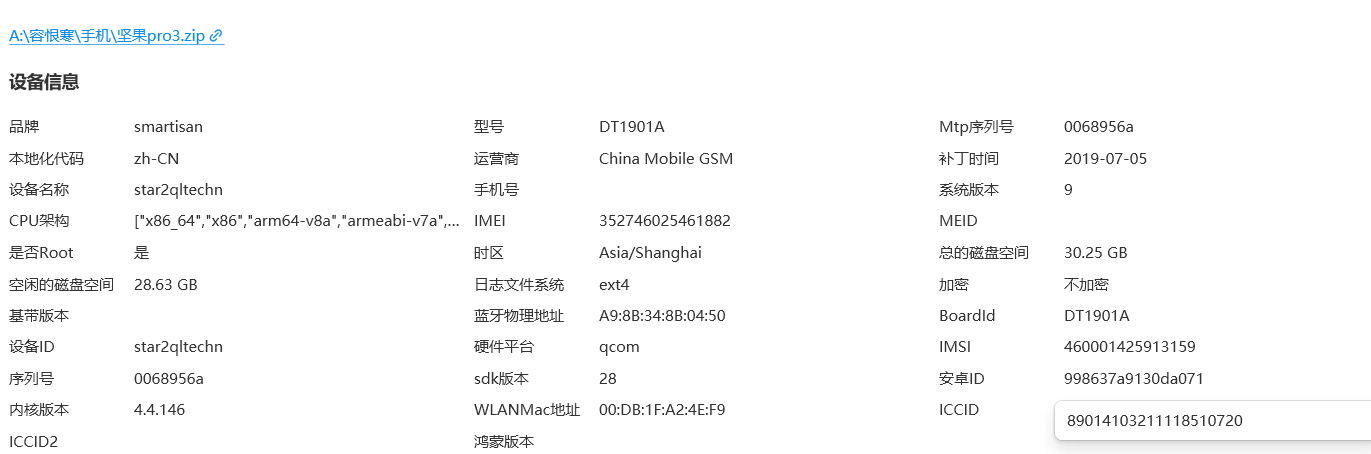 A:\容恨寒\手机\坚果pro3.zip
设备信息
品牌 smartisan 型号 DT1901A Mtp序列号 0068956a
本地化代码 zh-CN 运营商 China Mobile GSM 补丁时间 2019-07-05
设备名称 star2qltechn 手机号 系统版本 9
CPU架构 ["x86_64","x86","arm64-v8a","armeabi-v7a",... IMEI 352746025461882 MEID
是否Root 是 时区 Asia/Shanghai 总的磁盘空间 30.25 GB
空闲的磁盘空间 28.63 GB 日志文件系统 ext4 加密 不加密
基带版本 蓝牙物理地址 A9:8B:34:8B:04:50 BoardId DT1901A
设备ID star2qltechn 硬件平台 qcom IMSI 460001425913159
序列号 0068956a sdk版本 28 安卓ID 998637a9130da071
内核版本 4.4.146 WLANMac地址 00:DB:1F:A2:4E:F9 ICCID 89014103211118510720
ICCID2 鸿蒙版本